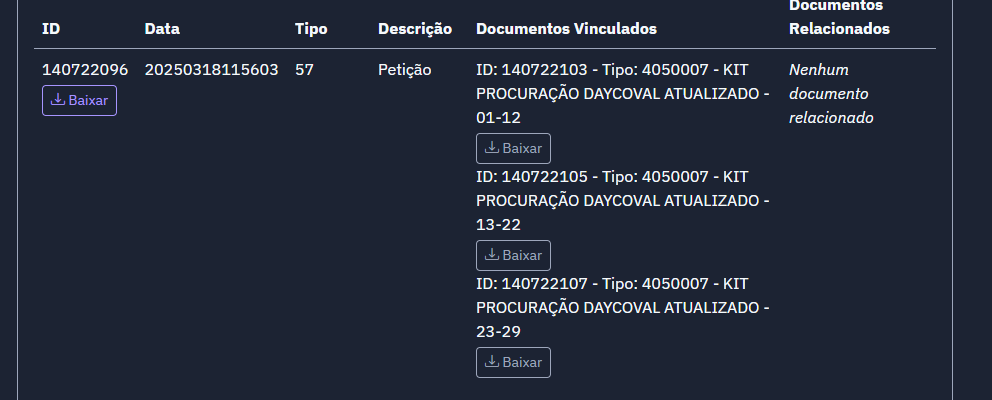 Documentos
ID Data Tipo Descrição Documentos Vinculados Relacionados
140722096 20250318115603 57 Petição ID: 140722103 - Tipo: 4050007 - KIT Nenhum
Baixar PROCURAÇÃO DAYCOVAL ATUALIZADO - documento
01-12 relacionado
Baixar
ID: 140722105 - Tipo: 4050007 - KIT
PROCURAÇÃO DAYCOVAL ATUALIZADO -
13-22
Baixar
ID: 140722107 - Tipo: 4050007 - KIT
PROCURAÇÃO DAYCOVAL ATUALIZADO -
23-29
Baixar